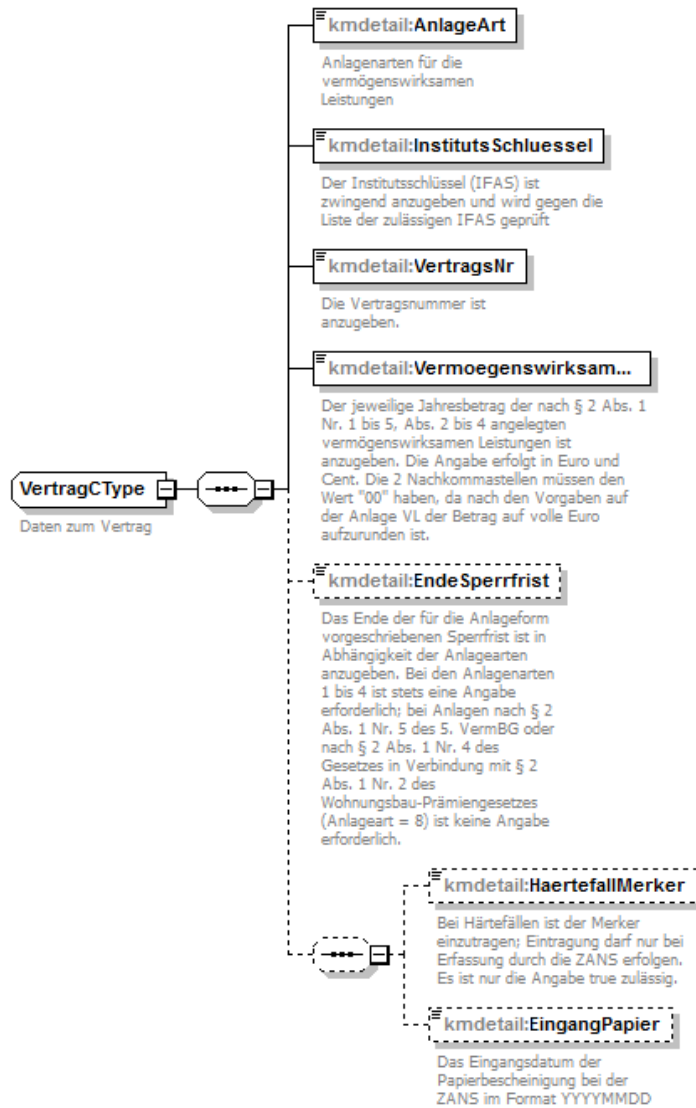 kmdetail:AnlageArt
Anlagenarten für die
vermögenswirksamen
Leistungen
kmdetail:InstitutsSchluessel
Der Institutsschlüssel (IFAS) ist
zwingend anzugeben und wird gegen die
Liste der zulässigen IFAS geprüft
kmdetail:VertragsNr
Die Vertragsnummer ist
anzugeben.
kmdetail:Vermoegenswirksam...
Der jeweilige Jahresbetrag der nach § 2 Abs. 1
Nr. 1 bis 5, Abs. 2 bis 4 angelegten
vermögenswirksamen Leistungen ist
anzugeben. Die Angabe erfolgt in Euro und
Cent. Die 2 Nachkommastellen müssen den
Wert "00" haben, da nach den Vorgaben auf
der Anlage VL der Betrag auf volle Euro
aufzurunden ist.
VertragCType
Daten zum Vertrag
kmdetail:EndeSperrfrist
Das Ende der für die Anlageform
vorgeschriebenen Sperrfrist ist in
Abhängigkeit der Anlagearten
anzugeben. Bei den Anlagenarten
1 bis 4 ist stets eine Angabe
erforderlich; bei Anlagen nach § 2
Abs. 1 Nr. 5 des 5. VermBG oder
nach § 2 Abs. 1 Nr. 4 des
Gesetzes in Verbindung mit § 2
Abs. 1 Nr. 2 des
Wohnungsbau-Prämiengesetzes
(Anlageart = 8) ist keine Angabe
erforderlich.
kmdetail:HaertefallMerker
Bei Härtefällen ist der Merker
einzutragen; Eintragung darf nur bei
Erfassung durch die ZANS erfolgen.
Es ist nur die Angabe true zulässig.
kmdetail:EingangPapier
Das Eingangsdatum der
Papierbescheinigung bei der
ZANS im Format YYYYMMDD